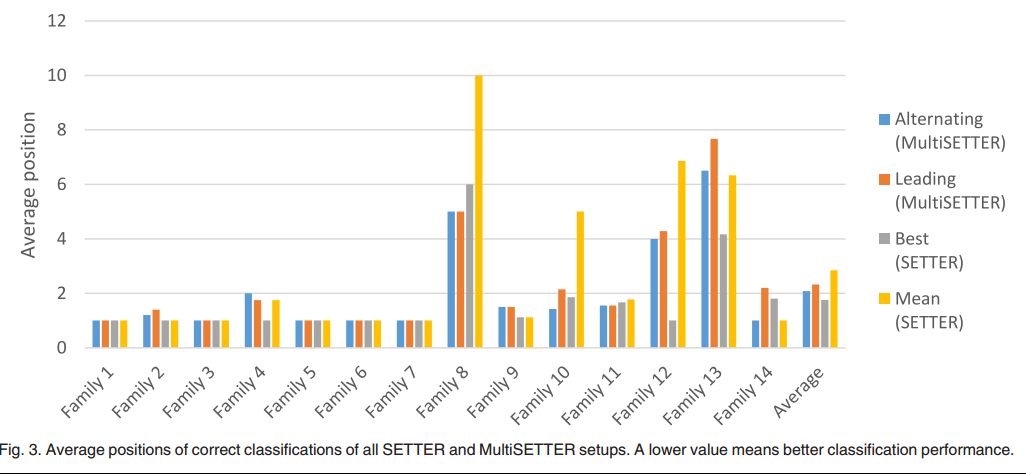 12
10
8
6
4
2
0
Average position
Family 1
Family 2
Family 3
Family 4
Family 5
Family 6
Family 7
Family 8
Family 9
Family 10
Family 11
Family 12
Family 13
Family 14
Average
Alternating
(MultiSETTER)
Leading
(MultiSETTER)
Best
(SETTER)
Mean
(SETTER)
Fig. 3. Average positions of correct classifications of all SETTER and MultiSETTER setups. A lower value means better classification performance.